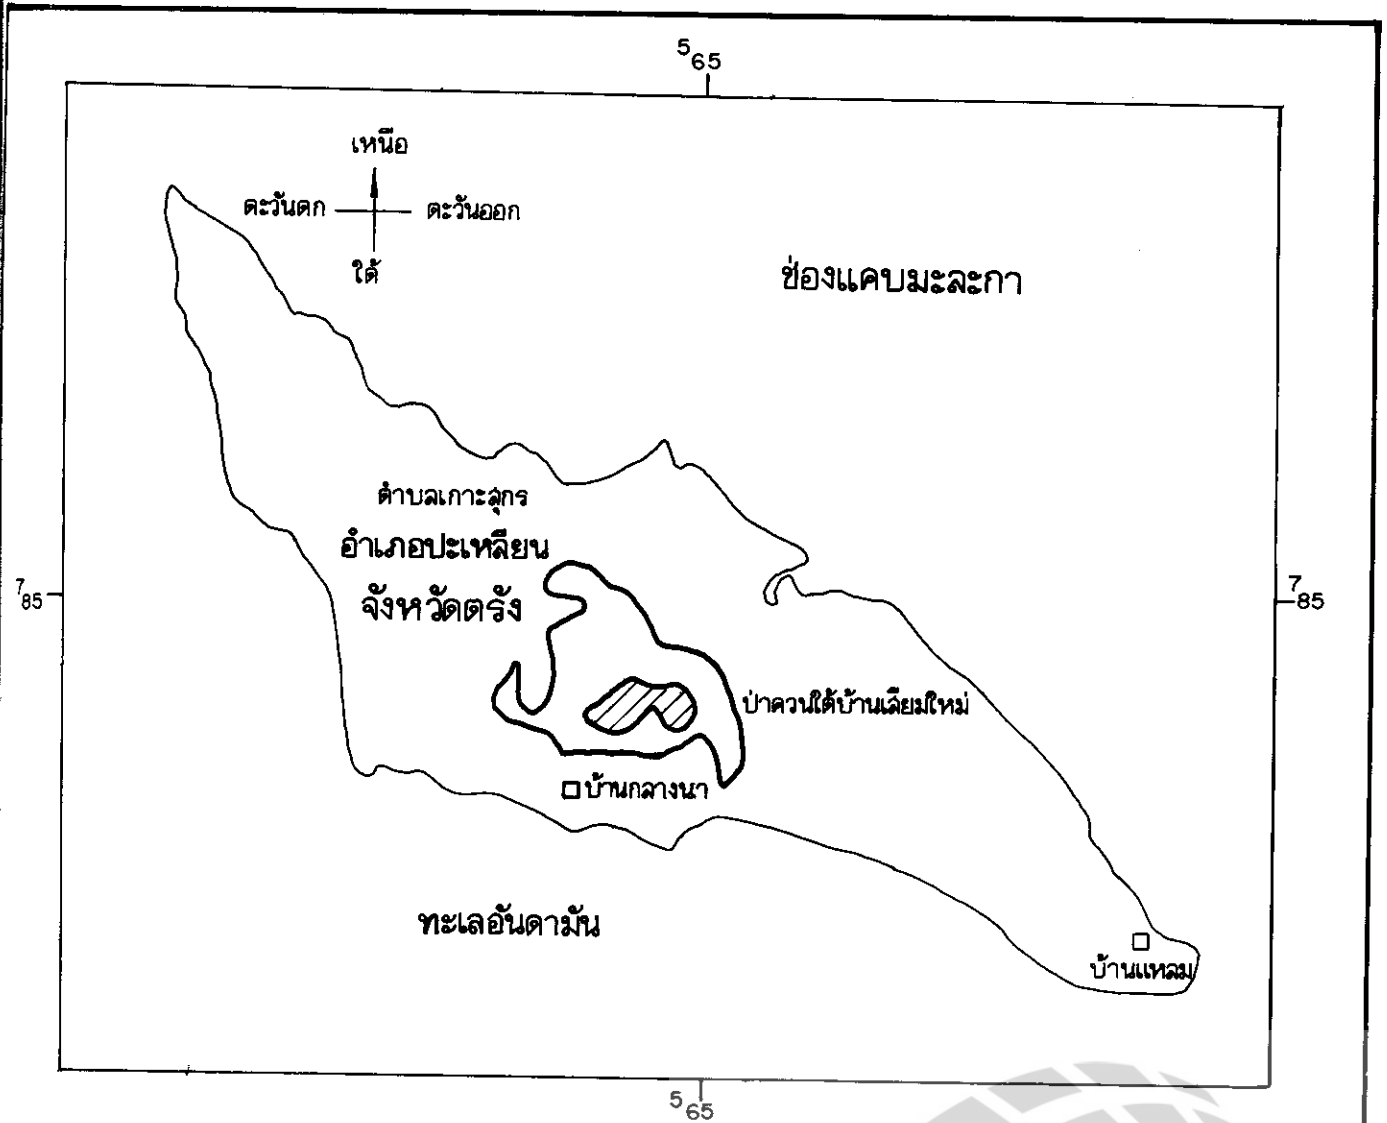 565
เหนือ
ตะวันตก ตะวันออก
ใต้
ช่องแคบมะละกา
ตำบลเกาะสุกร
อำเภอปะเหลียน
จังหวัดตรัง
785
785
ป่าควนใต้บ้านเสียมใหม่
บ้านกลางนา
ทะเลอันดามัน
บ้านแหลม
565